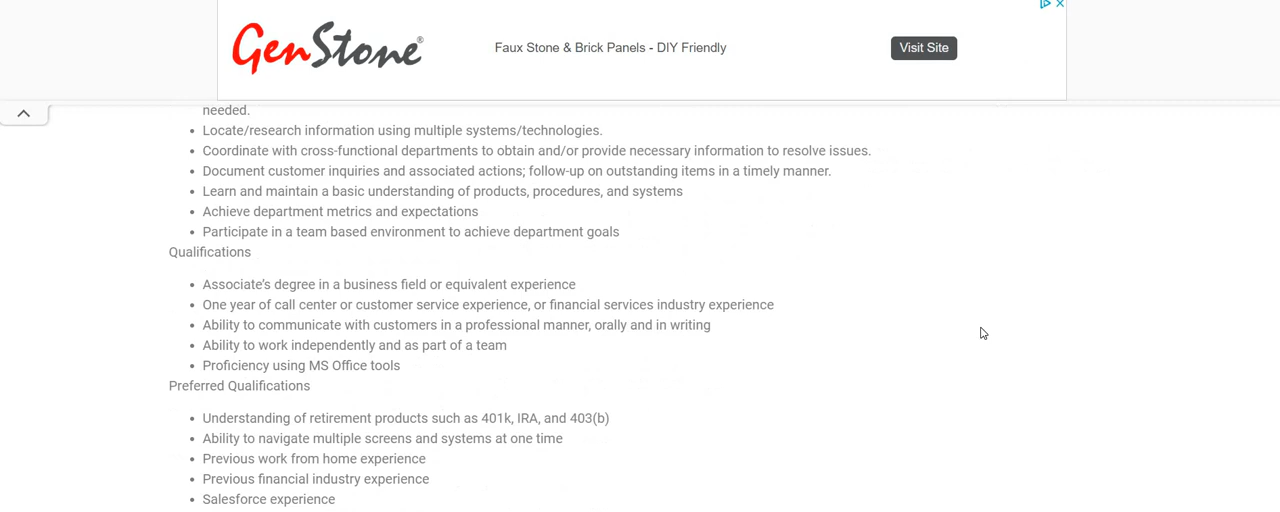 GenStone®
Faux Stone & Brick Panels - DIY Friendly
Visit Site
needed.
• Locate/research information using multiple systems/technologies.
• Coordinate with cross-functional departments to obtain and/or provide necessary information to resolve issues.
• Document customer inquiries and associated actions; follow-up on outstanding items in a timely manner.
• Learn and maintain a basic understanding of products, procedures, and systems
• Achieve department metrics and expectations
• Participate in a team based environment to achieve department goals
Qualifications
• Associate’s degree in a business field or equivalent experience
• One year of call center or customer service experience, or financial services industry experience
• Ability to communicate with customers in a professional manner, orally and in writing
• Ability to work independently and as part of a team
• Proficiency using MS Office tools
Preferred Qualifications
• Understanding of retirement products such as 401k, IRA, and 403(b)
• Ability to navigate multiple screens and systems at one time
• Previous work from home experience
• Previous financial industry experience
• Salesforce experience